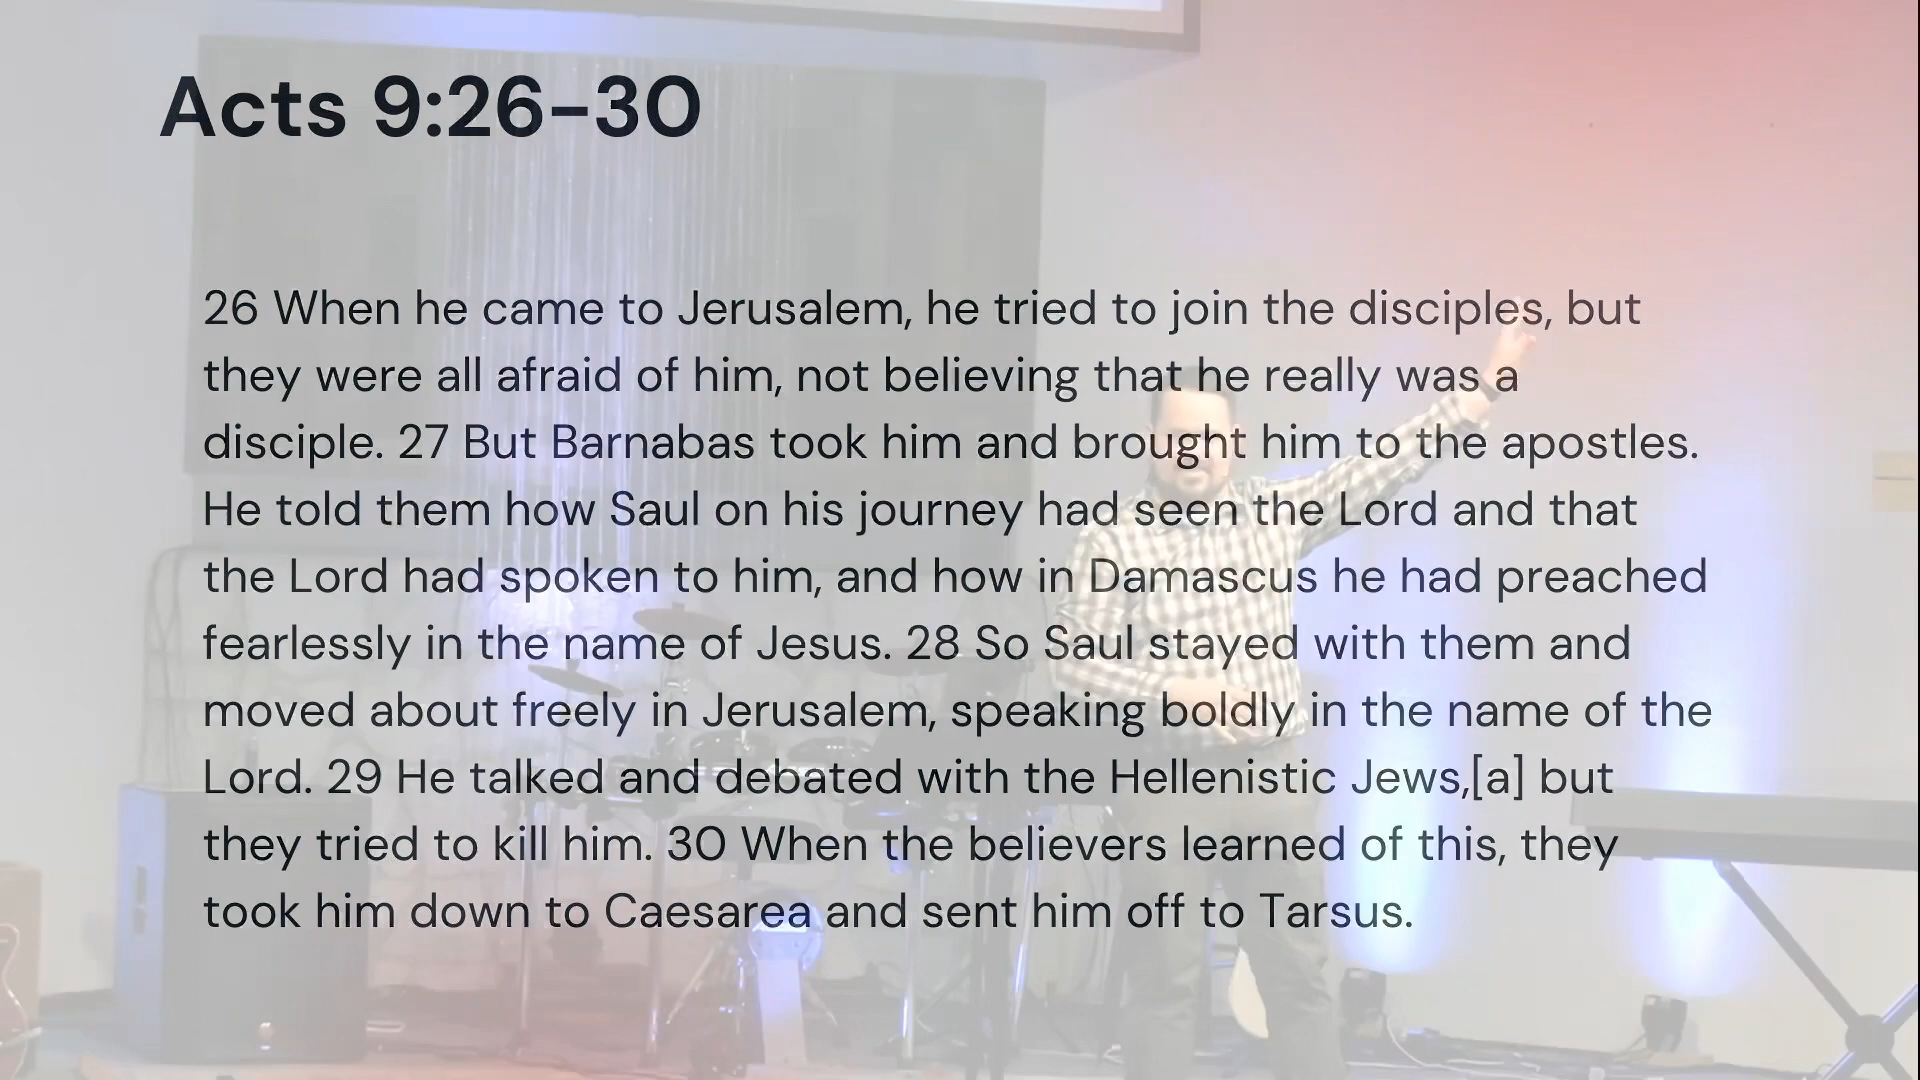 Acts 9:26-30
26 When he came to Jerusalem, he tried to join the disciples, but
they were all afraid of him, not believing that he really was a
disciple. 27 But Barnabas took him and brought him to the apostles.
He told them how Saul on his journey had seen the Lord and that
the Lord had spoken to him, and how in Damascus he had preached
fearlessly in the name of Jesus. 28 So Saul stayed with them and
moved about freely in Jerusalem, speaking boldly in the name of the
Lord. 29 He talked and debated with the Hellenistic Jews,[a] but
they tried to kill him. 30 When the believers learned of this, they
took him down to Caesarea and sent him off to Tarsus.